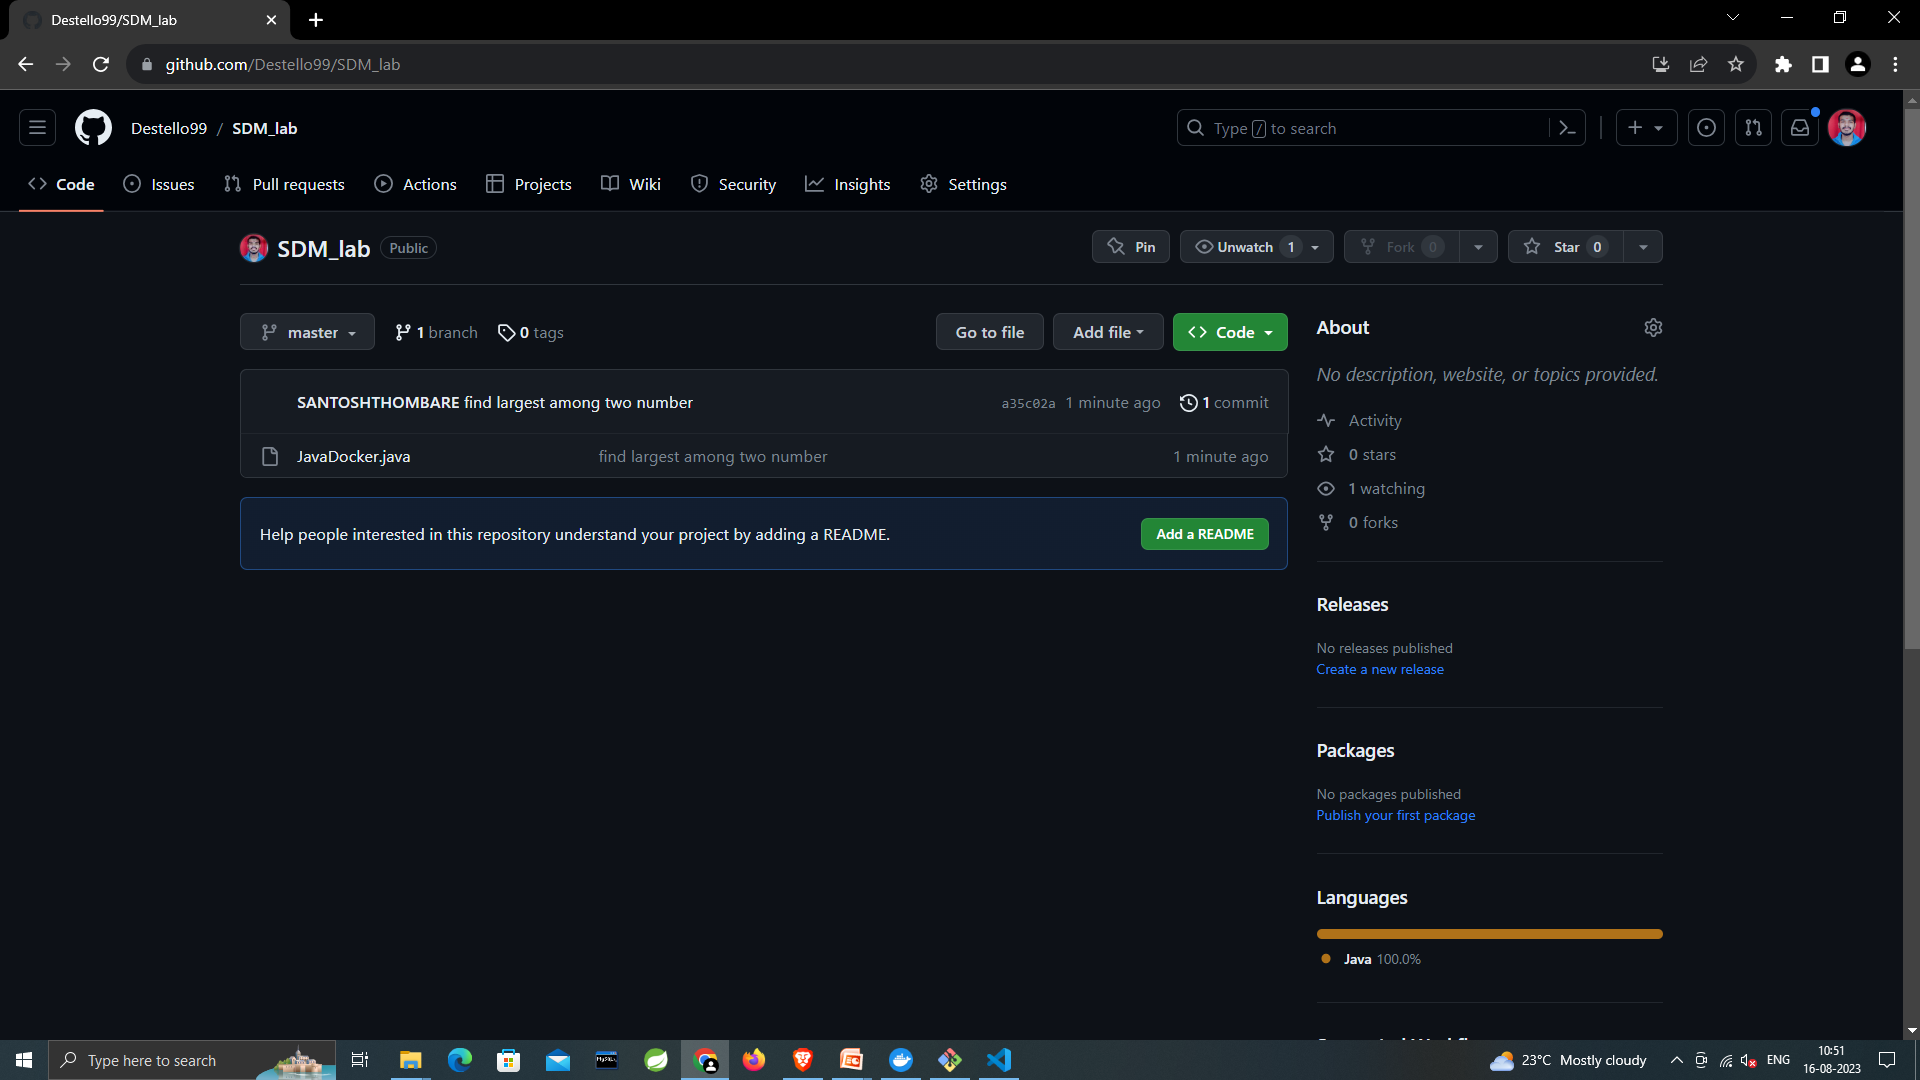 Destello99/SDM_lab
github.com/Destello99/SDM_lab
Destello99 / SDM_lab
Type / to search
Code Issues Pull requests Actions Projects Wiki Security Insights Settings
SDM_lab Public
Pin Unwatch 1 Fork 0 Star 0
master 1 branch 0 tags Go to file Add file Code
SANTOSHTHOMBARE find largest among two number a35c02a 1 minute ago 1 commit
JavaDocker.java find largest among two number 1 minute ago
Help people interested in this repository understand your project by adding a README. Add a README
About
No description, website, or topics provided.
Activity
0 stars
1 watching
0 forks
Releases
No releases published
Create a new release
Packages
No packages published
Publish your first package
Languages
Java 100.0%
Type here to search
23°C Mostly cloudy
ENG
10:51
16-08-2023